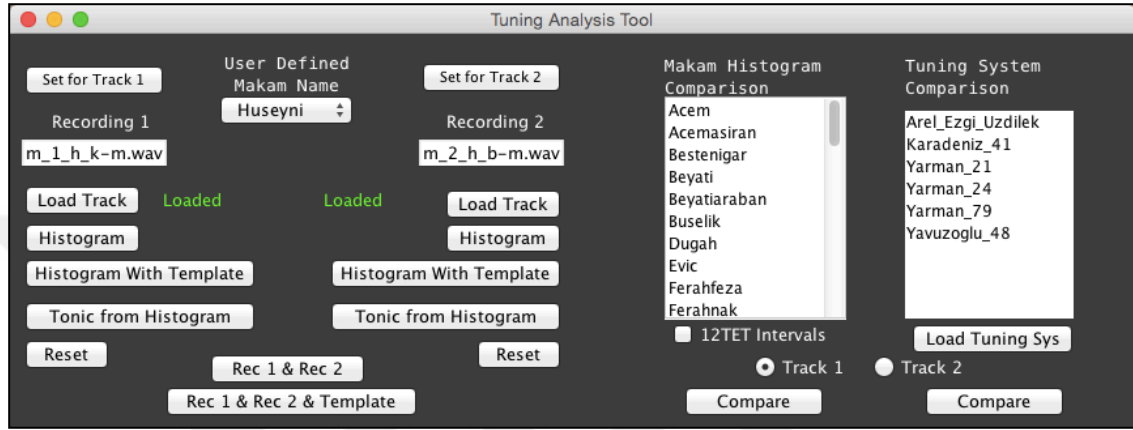 Tuning Analysis Tool
Set for Track 1
User Defined
Makam Name
Huseyni
Set for Track 2
Recording 1
Recording 2
m_1_h_k-m.wav
m_2_h_b-m.wav
Load Track
Loaded
Loaded
Load Track
Histogram
Histogram
Histogram With Template
Histogram With Template
Tonic from Histogram
Tonic from Histogram
Reset
Reset
Rec 1 & Rec 2
Rec 1 & Rec 2 & Template
Makam Histogram
Comparison
Acem
Acemasiran
Bestenigar
Beyati
Beyatiaraban
Buselik
Dugah
Evic
Ferahfeza
Ferahnak
12TET Intervals
Tuning System
Comparison
Arel_Ezgi_Uzdilek
Karadeniz_41
Yarman_21
Yarman_24
Yarman_79
Yavuzoglu_48
Load Tuning Sys
Track 1
Track 2
Compare
Compare